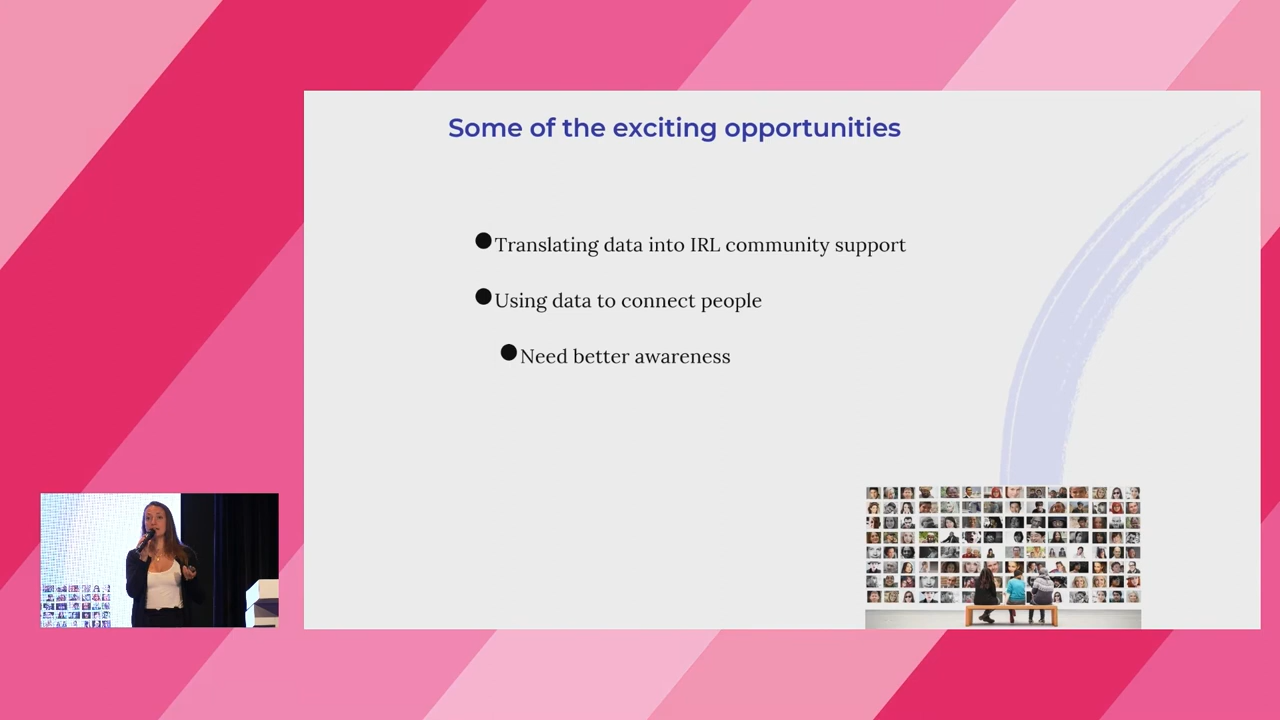 Some of the exciting opportunities
Translating data into IRL community support
Using data to connect people
Need better awareness